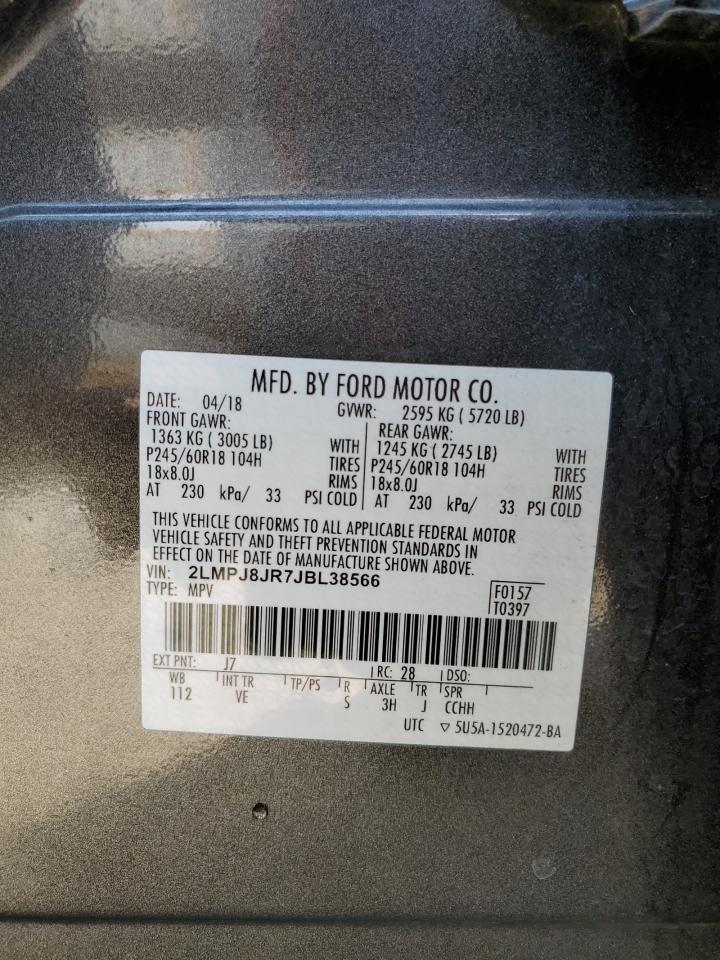 MFD. BY FORD MOTOR CO.
DATE: 04/18 GVWR: 2595 KG ( 5720 LB)
FRONT GAWR: REAR GAWR:
1363 KG ( 3005 LB) WITH 1245 KG ( 2745 LB) WITH
P245/60R18 104H TIRES P245/60R18 104H TIRES
18x8.0J RIMS 18x8.0J RIMS
AT 230 kPa/ 33 PSI COLD AT 230 kPa/ 33 PSI COLD
THIS VEHICLE CONFORMS TO ALL APPLICABLE FEDERAL MOTOR
VEHICLE SAFETY AND THEFT PREVENTION STANDARDS IN
EFFECT ON THE DATE OF MANUFACTURE SHOWN ABOVE.
VIN: 2LMPJ8JR7JBL38566
TYPE: MPV F0157
T0397
EXT PNT: J7 RC: 28 DSO:
WB INT TR TP/PS R AXLE TR SPR
112 VE S 3H J CCHH
UTC ▽ 5U5A-1520472-BA